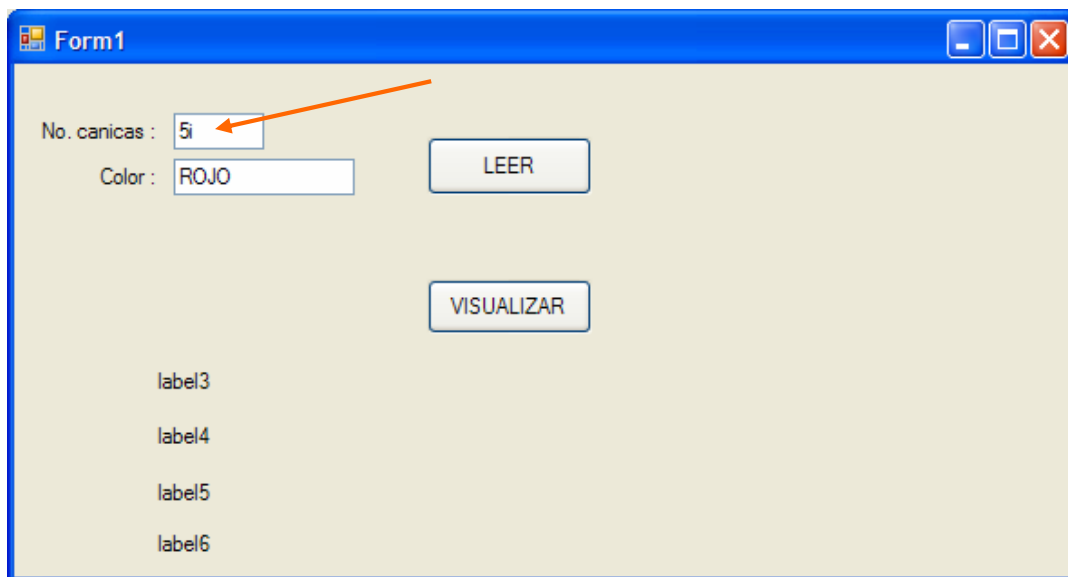 Form1
No. canicas : 5i
LEER
Color : ROJO
VISUALIZAR
label3
label4
label5
label6